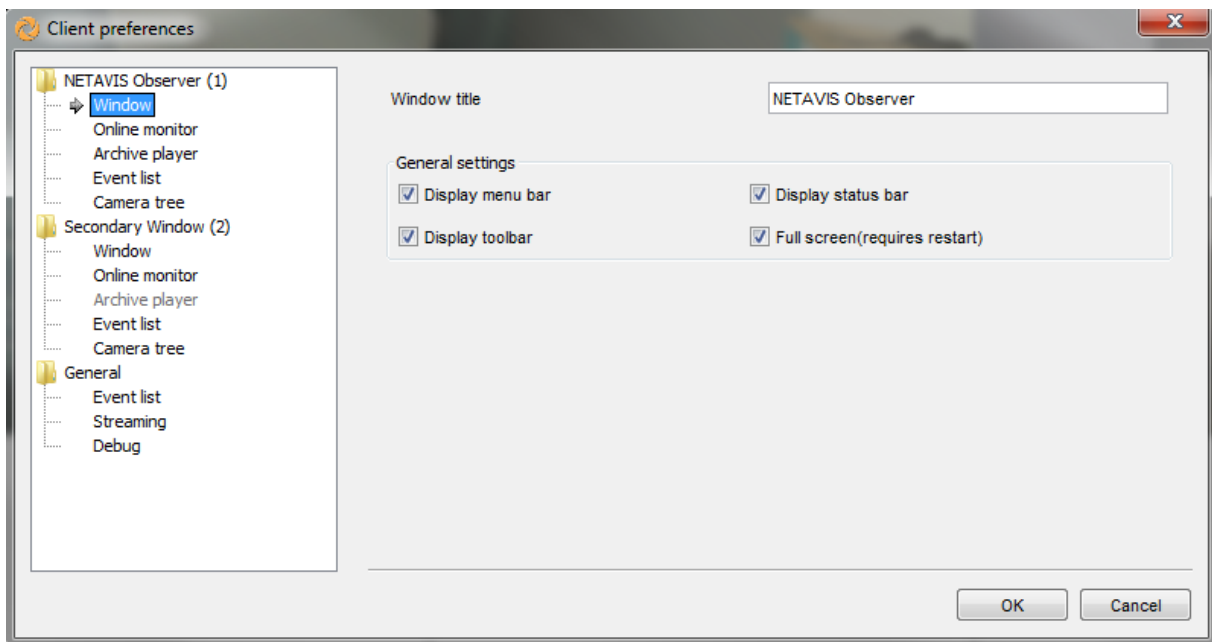 Client preferences
NETAVIS Observer (1)
Window
Online monitor
Archive player
Event list
Camera tree
Secondary Window (2)
Window
Online monitor
Archive player
Event list
Camera tree
General
Event list
Streaming
Debug
Window title
NETAVIS Observer
General settings
Display menu bar
Display status bar
Display toolbar
Full screen(requires restart)
OK
Cancel